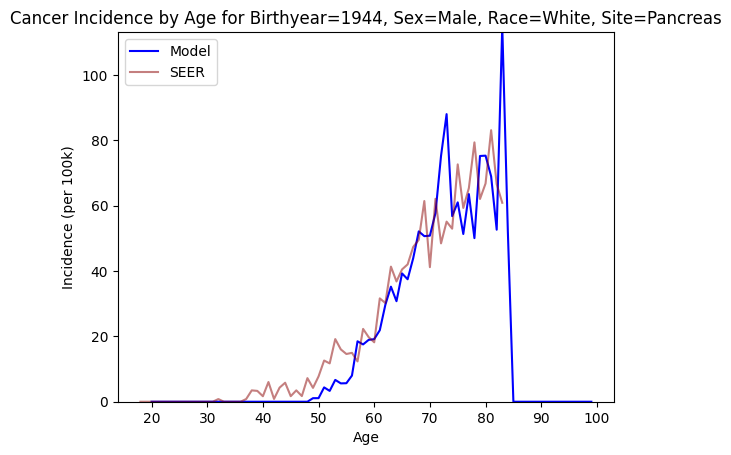 Cancer Incidence by Age for Birthyear=1944, Sex=Male, Race=White, Site=Pancreas
Model
SEER
100
80
60
40
20
0
Incidence (per 100k)
20 30 40 50 60 70 80 90 100
Age